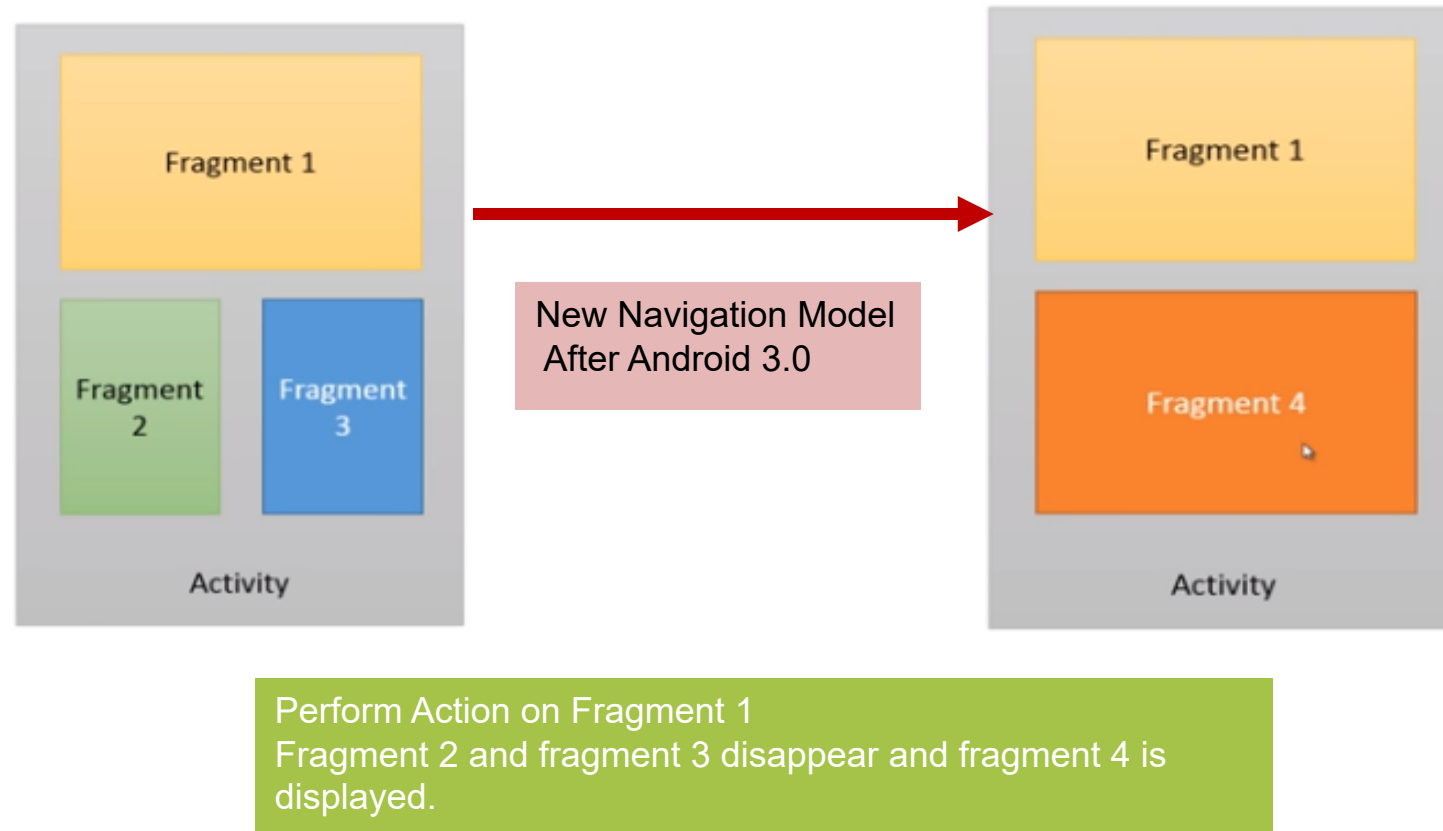 Fragment 1
Fragment
2
Fragment
3
Activity
New Navigation Model
After Android 3.0
Fragment 1
Fragment 4
Activity
Perform Action on Fragment 1
Fragment 2 and fragment 3 disappear and fragment 4 is
displayed.